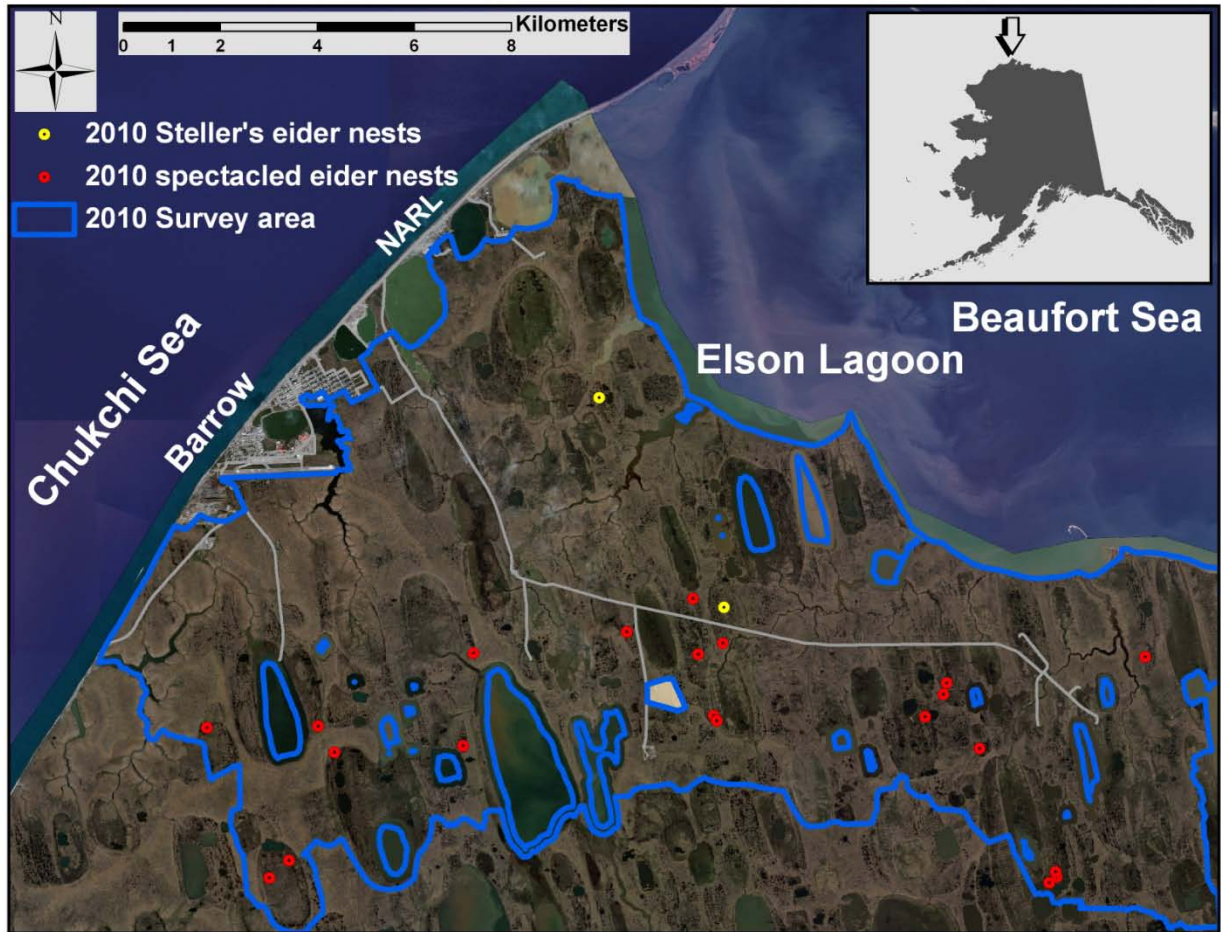 N
Kilometers
0 1 2 4 6 8
2010 Steller's eider nests
2010 spectacled eider nests
2010 Survey area
NARL
Barrow
Chukchi Sea
Elson Lagoon
Beaufort Sea